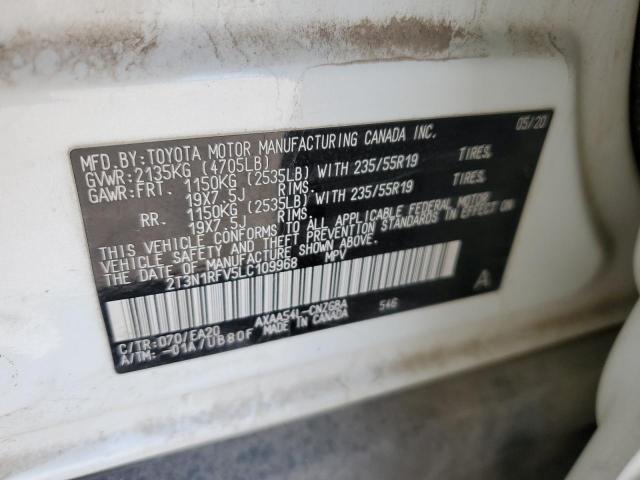 MFD.BY:TOYOTA MOTOR MANUFACTURING CANADA INC. 05/20
GVWR:2135KG (4705LB)
GAWR:FRT. 1150KG (2535LB) WITH 235/55R19 TIRES,
19X7.5J RIMS,
RR. 1150KG (2535LB) WITH 235/55R19 TIRES,
19X7.5J RIMS,
THIS VEHICLE CONFORMS TO ALL APPLICABLE FEDERAL MOTOR
VEHICLE SAFETY AND THEFT PREVENTION STANDARDS IN EFFECT ON
THE DATE OF MANUFACTURE SHOWN ABOVE.
2T3N1RFV5LC109968 MPV
A
C/TR:070/EA20 AXAA54L-CNZGBA 546
A/TM:-01A/UB80F MADE IN CANADA